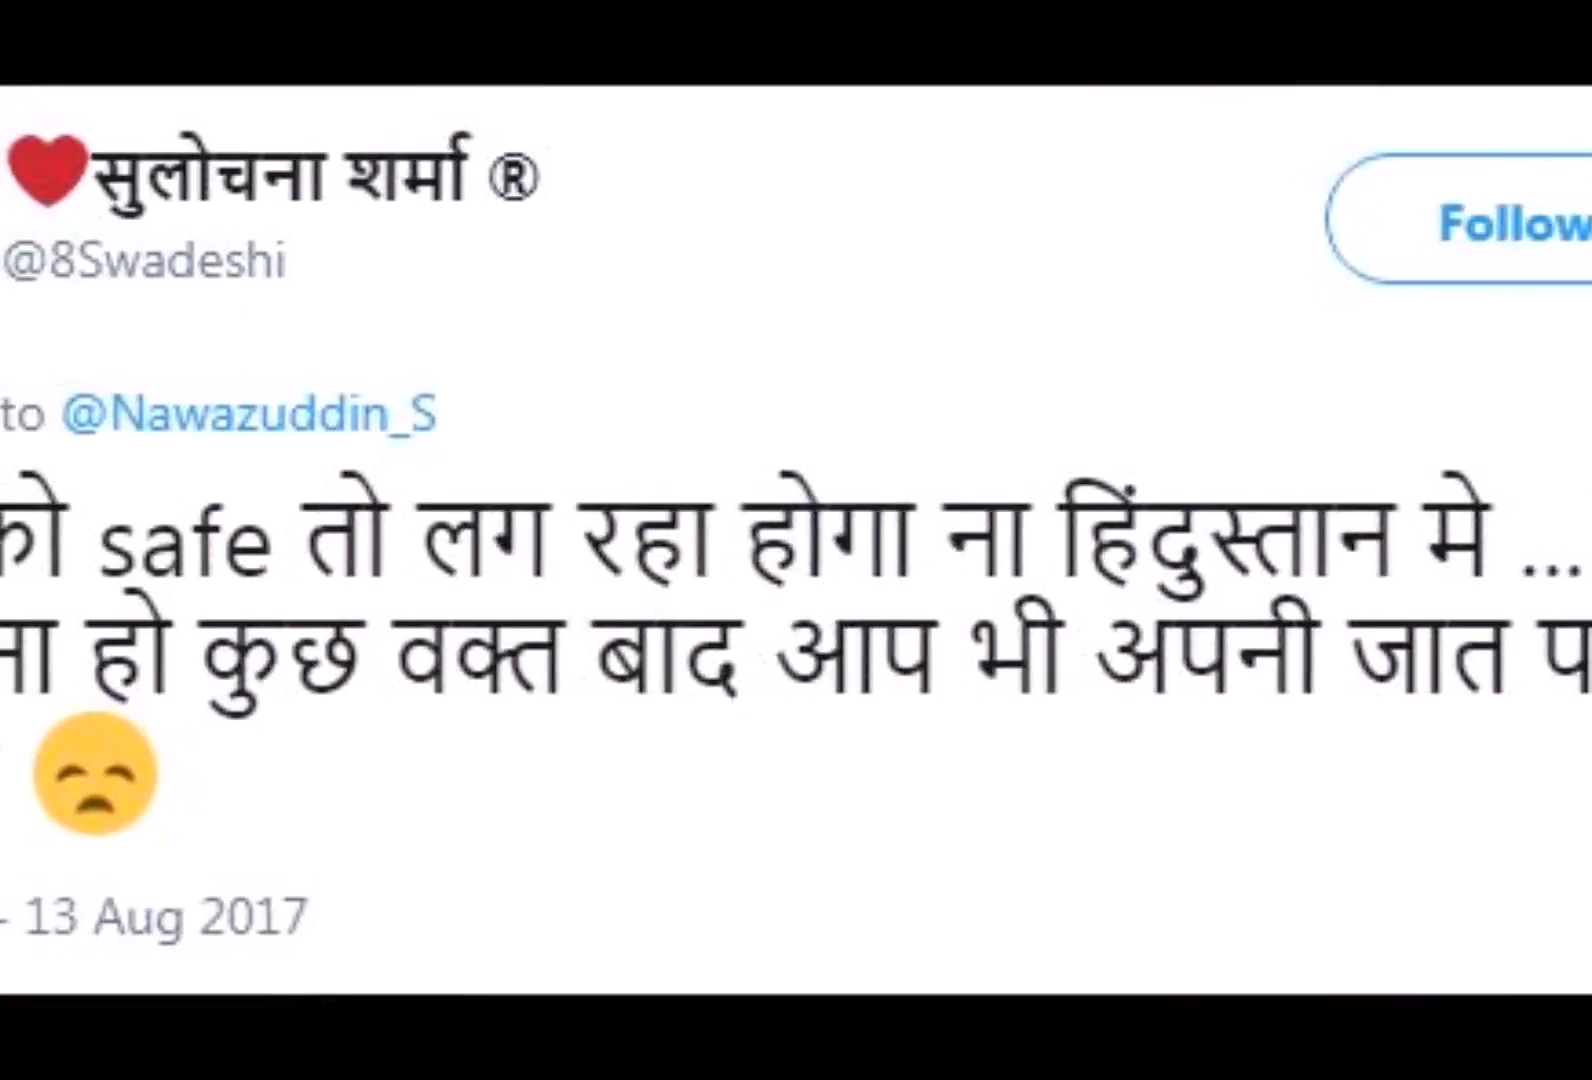 ❤सुलोचना शर्मा ®
Follow
@8Swadeshi
to @Nawazuddin_S
को safe तो लग रहा होगा ना हिंदुस्तान मे ...
हो कुछ वक्त बाद आप भी अपनी जात
😞
- 13 Aug 2017